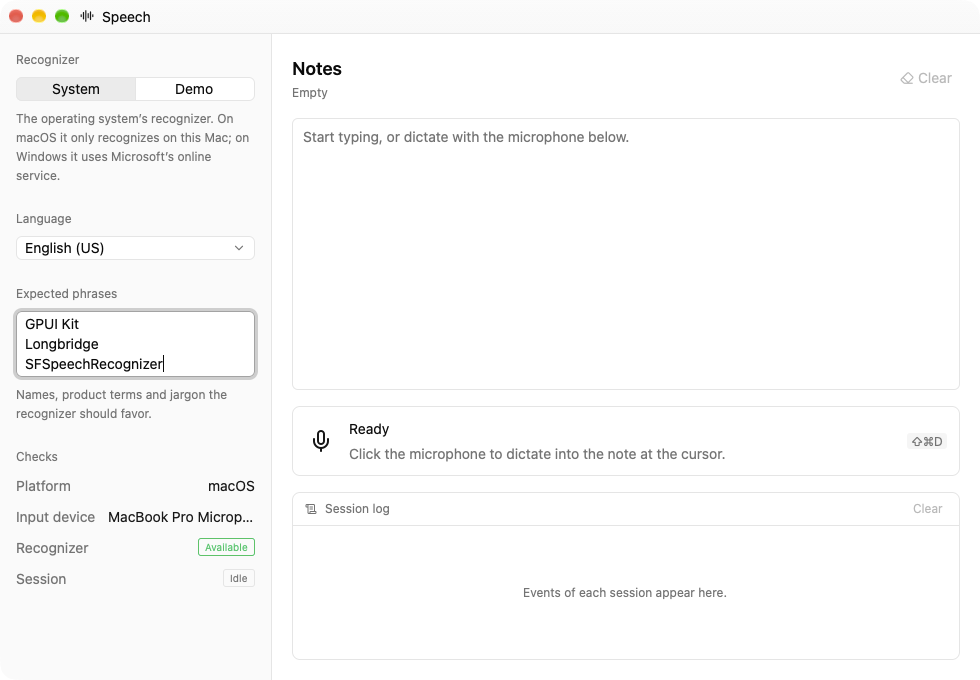 Speech
Recognizer
System
Demo
The operating system's recognizer. On
macOS it only recognizes on this Mac; on
Windows it uses Microsoft's online
service.
Language
English (US)
Expected phrases
GPUI Kit
Longbridge
SFSpeechRecognizer
Names, product terms and jargon the
recognizer should favor.
Checks
Platform macOS
Input device MacBook Pro Microp...
Recognizer Available
Session Idle
Notes
Empty
Clear
Start typing, or dictate with the microphone below.
Ready
Click the microphone to dictate into the note at the cursor.
⇧⌘D
Session log
Clear
Events of each session appear here.